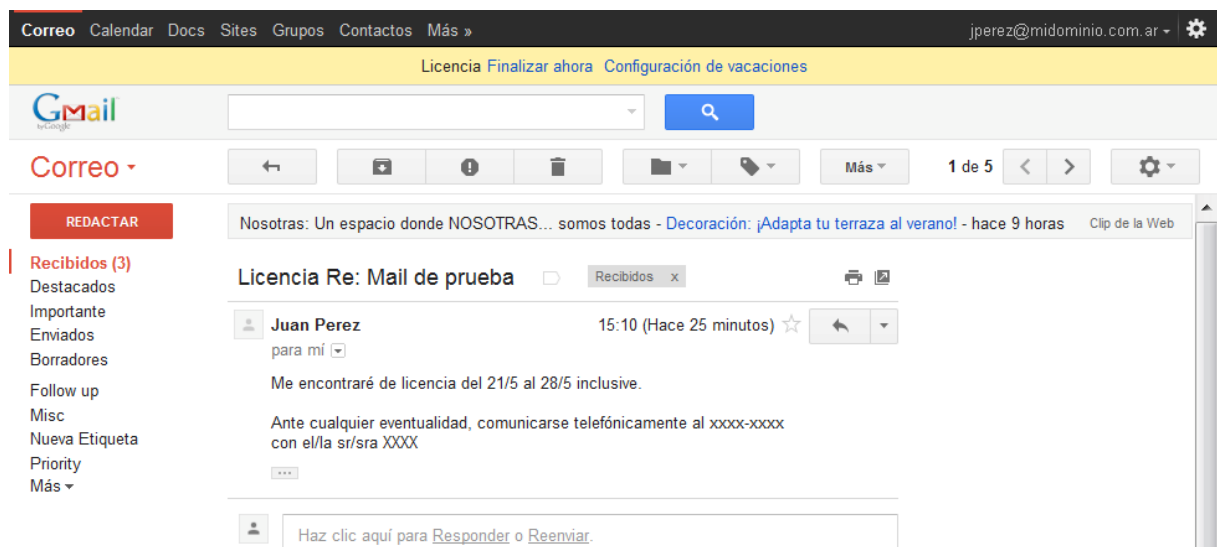 Correo Calendar Docs Sites Grupos Contactos Más » jperez@midominio.com.ar
Licencia Finalizar ahora Configuración de vacaciones
Gmail
by Google
Correo Más 1 de 5
REDACTAR
Nosotras: Un espacio donde NOSOTRAS... somos todas - Decoración: ¡Adapta tu terraza al verano! - hace 9 horas Clip de la Web
Recibidos (3)
Destacados
Importante
Enviados
Borradores
Follow up
Misc
Nueva Etiqueta
Priority
Más
Licencia Re: Mail de prueba Recibidos x
Juan Perez 15:10 (Hace 25 minutos)
para mí
Me encontraré de licencia del 21/5 al 28/5 inclusive.
Ante cualquier eventualidad, comunicarse telefónicamente al xxxx-xxxx
con el/la sr/sra XXXX
Haz clic aquí para Responder o Reenviar.